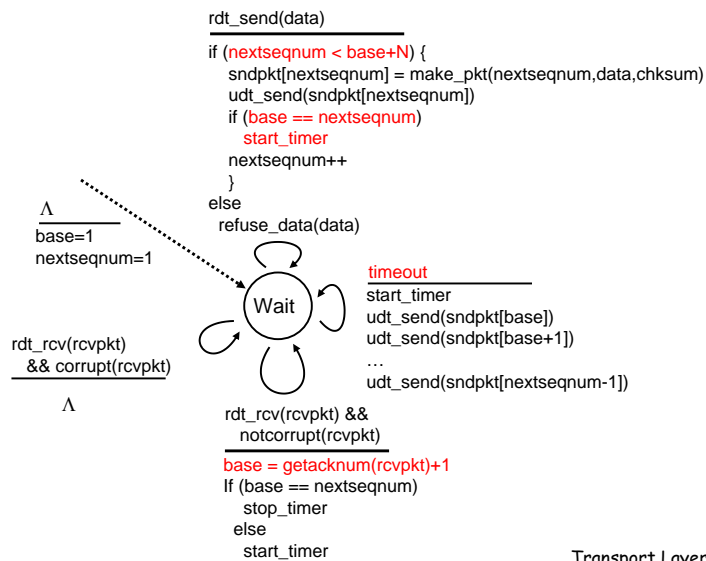 rdt_send(data)
if (nextseqnum < base+N) {
sndpkt[nextseqnum] = make_pkt(nextseqnum,data,chksum)
udt_send(sndpkt[nextseqnum])
if (base == nextseqnum)
start_timer
nextseqnum++
}
else
refuse_data(data)
Λ
base=1
nextseqnum=1
Wait
timeout
start_timer
udt_send(sndpkt[base])
udt_send(sndpkt[base+1])
…
udt_send(sndpkt[nextseqnum-1])
rdt_rcv(rcvpkt)
&& corrupt(rcvpkt)
Λ
rdt_rcv(rcvpkt) &&
notcorrupt(rcvpkt)
base = getacknum(rcvpkt)+1
If (base == nextseqnum)
stop_timer
else
start_timer
Transport Layer